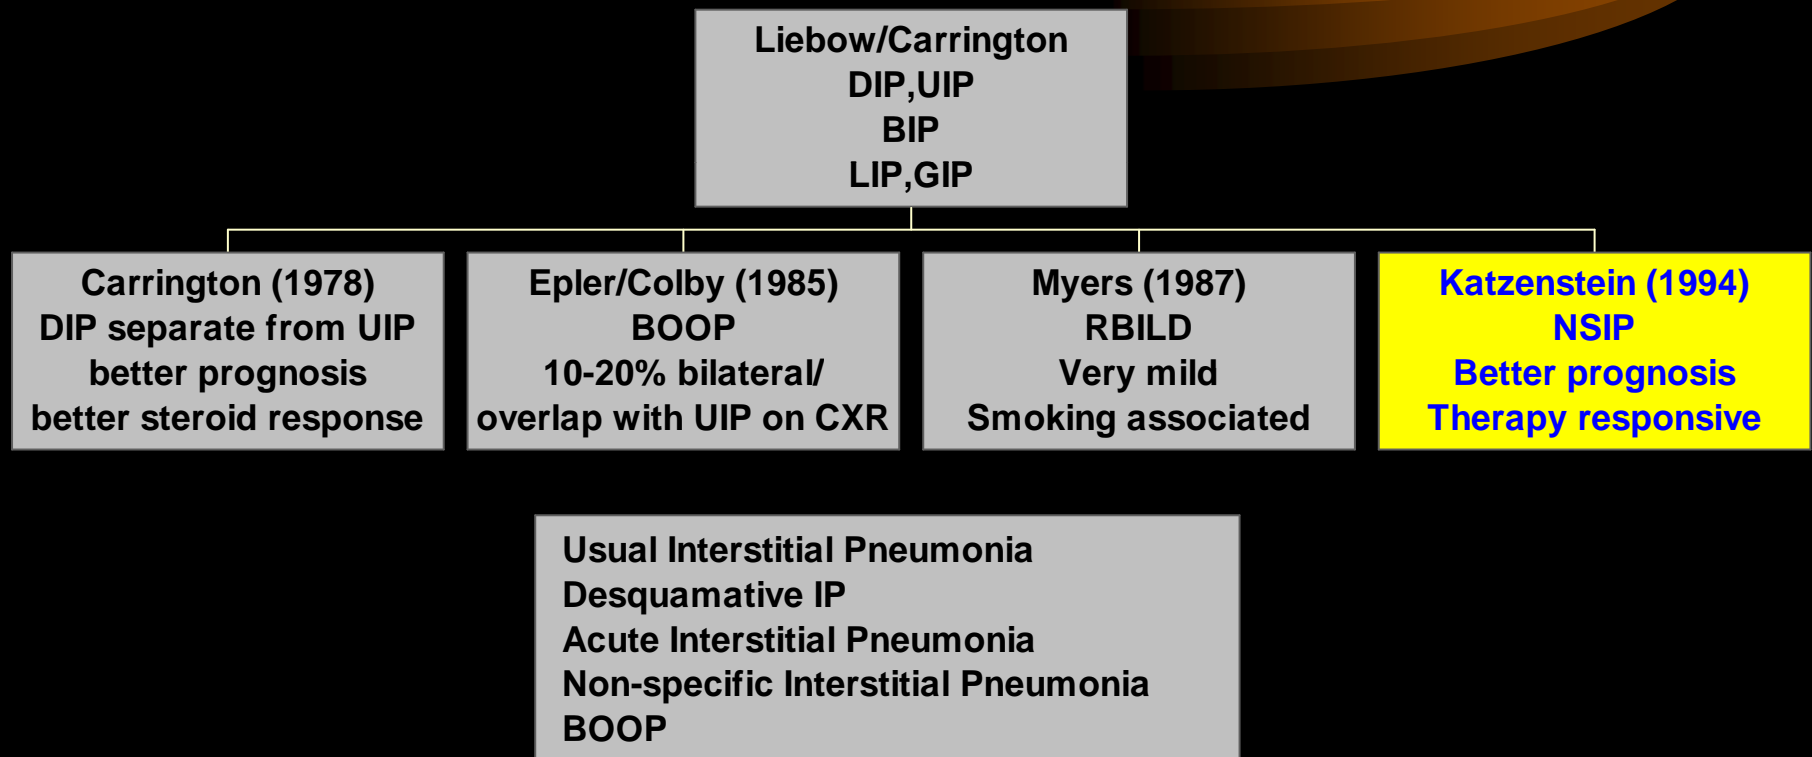 Liebow/Carrington
DIP,UIP
BIP
LIP,GIP
Carrington (1978)
DIP separate from UIP
better prognosis
better steroid response
Epler/Colby (1985)
BOOP
10-20% bilateral/
overlap with UIP on CXR
Myers (1987)
RBILD
Very mild
Smoking associated
Katzenstein (1994)
NSIP
Better prognosis
Therapy responsive
Usual Interstitial Pneumonia
Desquamative IP
Acute Interstitial Pneumonia
Non-specific Interstitial Pneumonia
BOOP